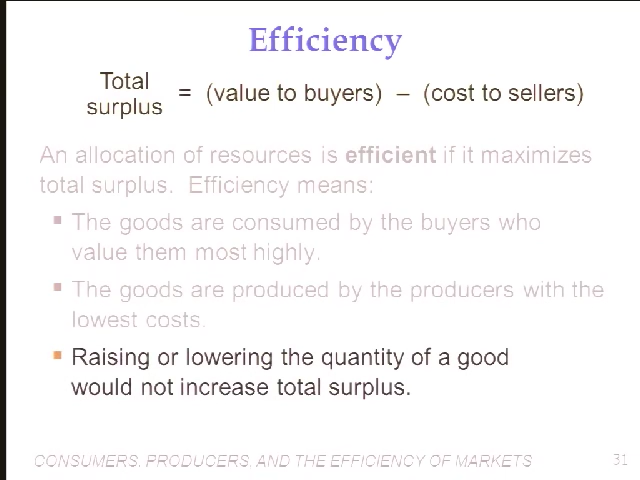 Efficiency
Total
surplus = (value to buyers) – (cost to sellers)
An allocation of resources is efficient if it maximizes
total surplus. Efficiency means:
▪ The goods are consumed by the buyers who
value them most highly.
▪ The goods are produced by the producers with the
lowest costs.
▪ Raising or lowering the quantity of a good
would not increase total surplus.
CONSUMERS, PRODUCERS, AND THE EFFICIENCY OF MARKETS 31